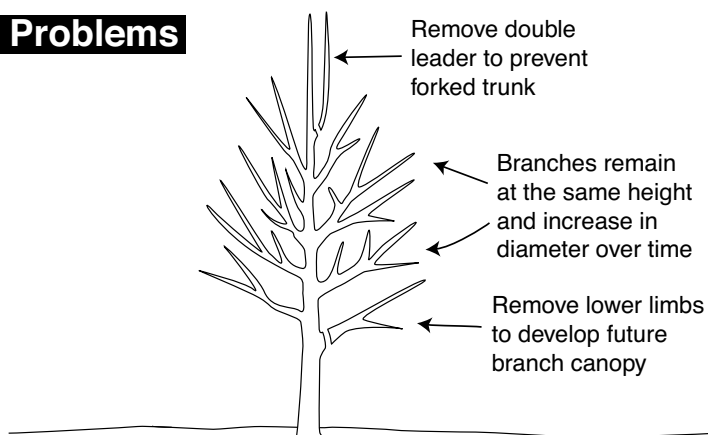 Problems
Remove double
leader to prevent
forked trunk
Branches remain
at the same height
and increase in
diameter over time
Remove lower limbs
to develop future
branch canopy